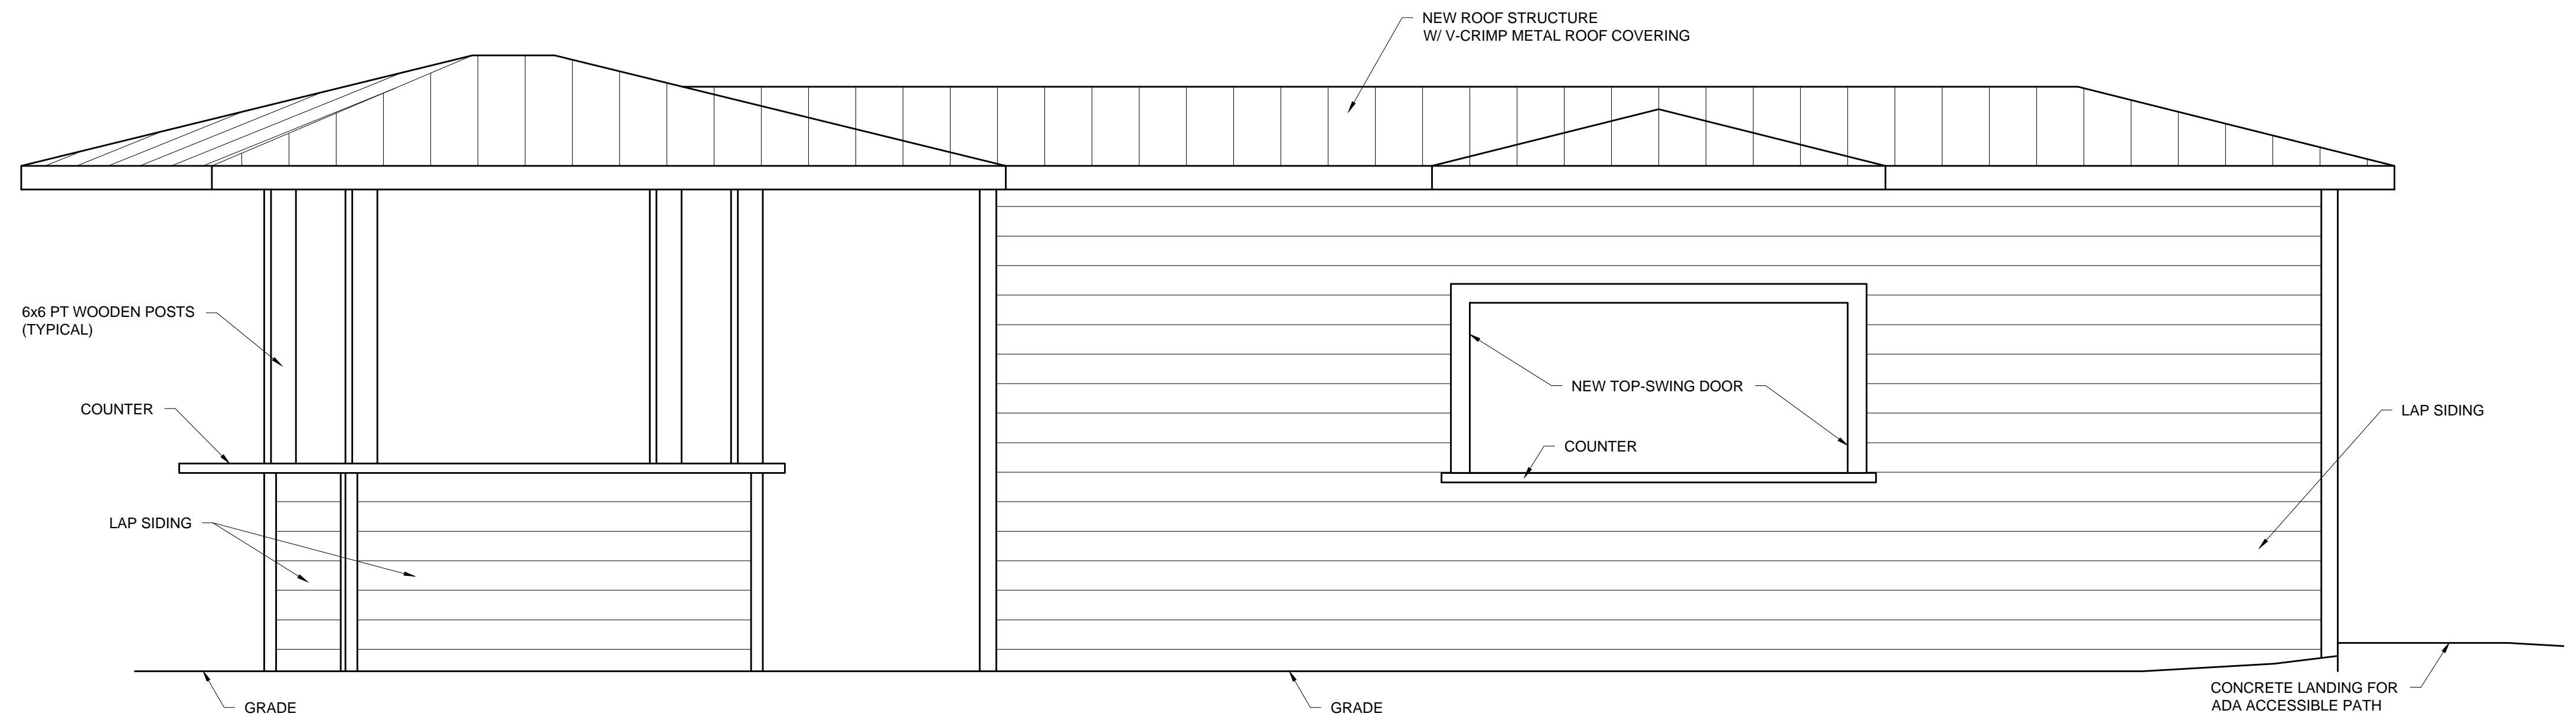 NEW ROOF STRUCTURE
W/ V-CRIMP METAL ROOF COVERING
6x6 PT WOODEN POSTS
(TYPICAL)
COUNTER
NEW TOP-SWING DOOR
LAP SIDING
COUNTER
LAP SIDING
CONCRETE LANDING FOR
ADA ACCESSIBLE PATH
GRADE
GRADE